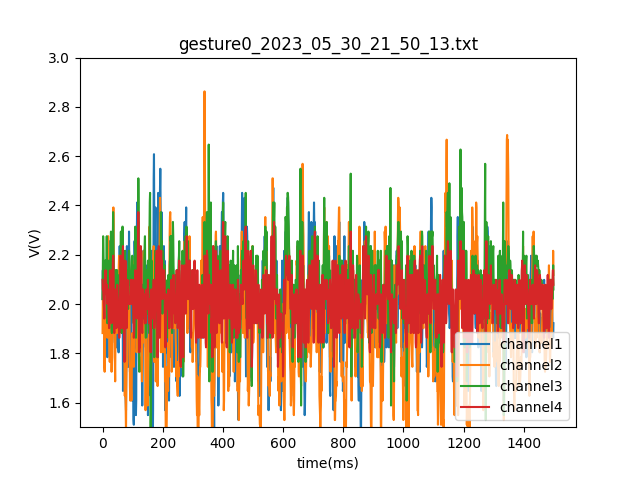 gesture0_2023_05_30_21_50_13.txt
3.0
2.8
2.6
2.4
2.2
2.0
1.8
1.6
V(V)
channel1
channel2
channel3
channel4
0 200 400 600 800 1000 1200 1400
time(ms)